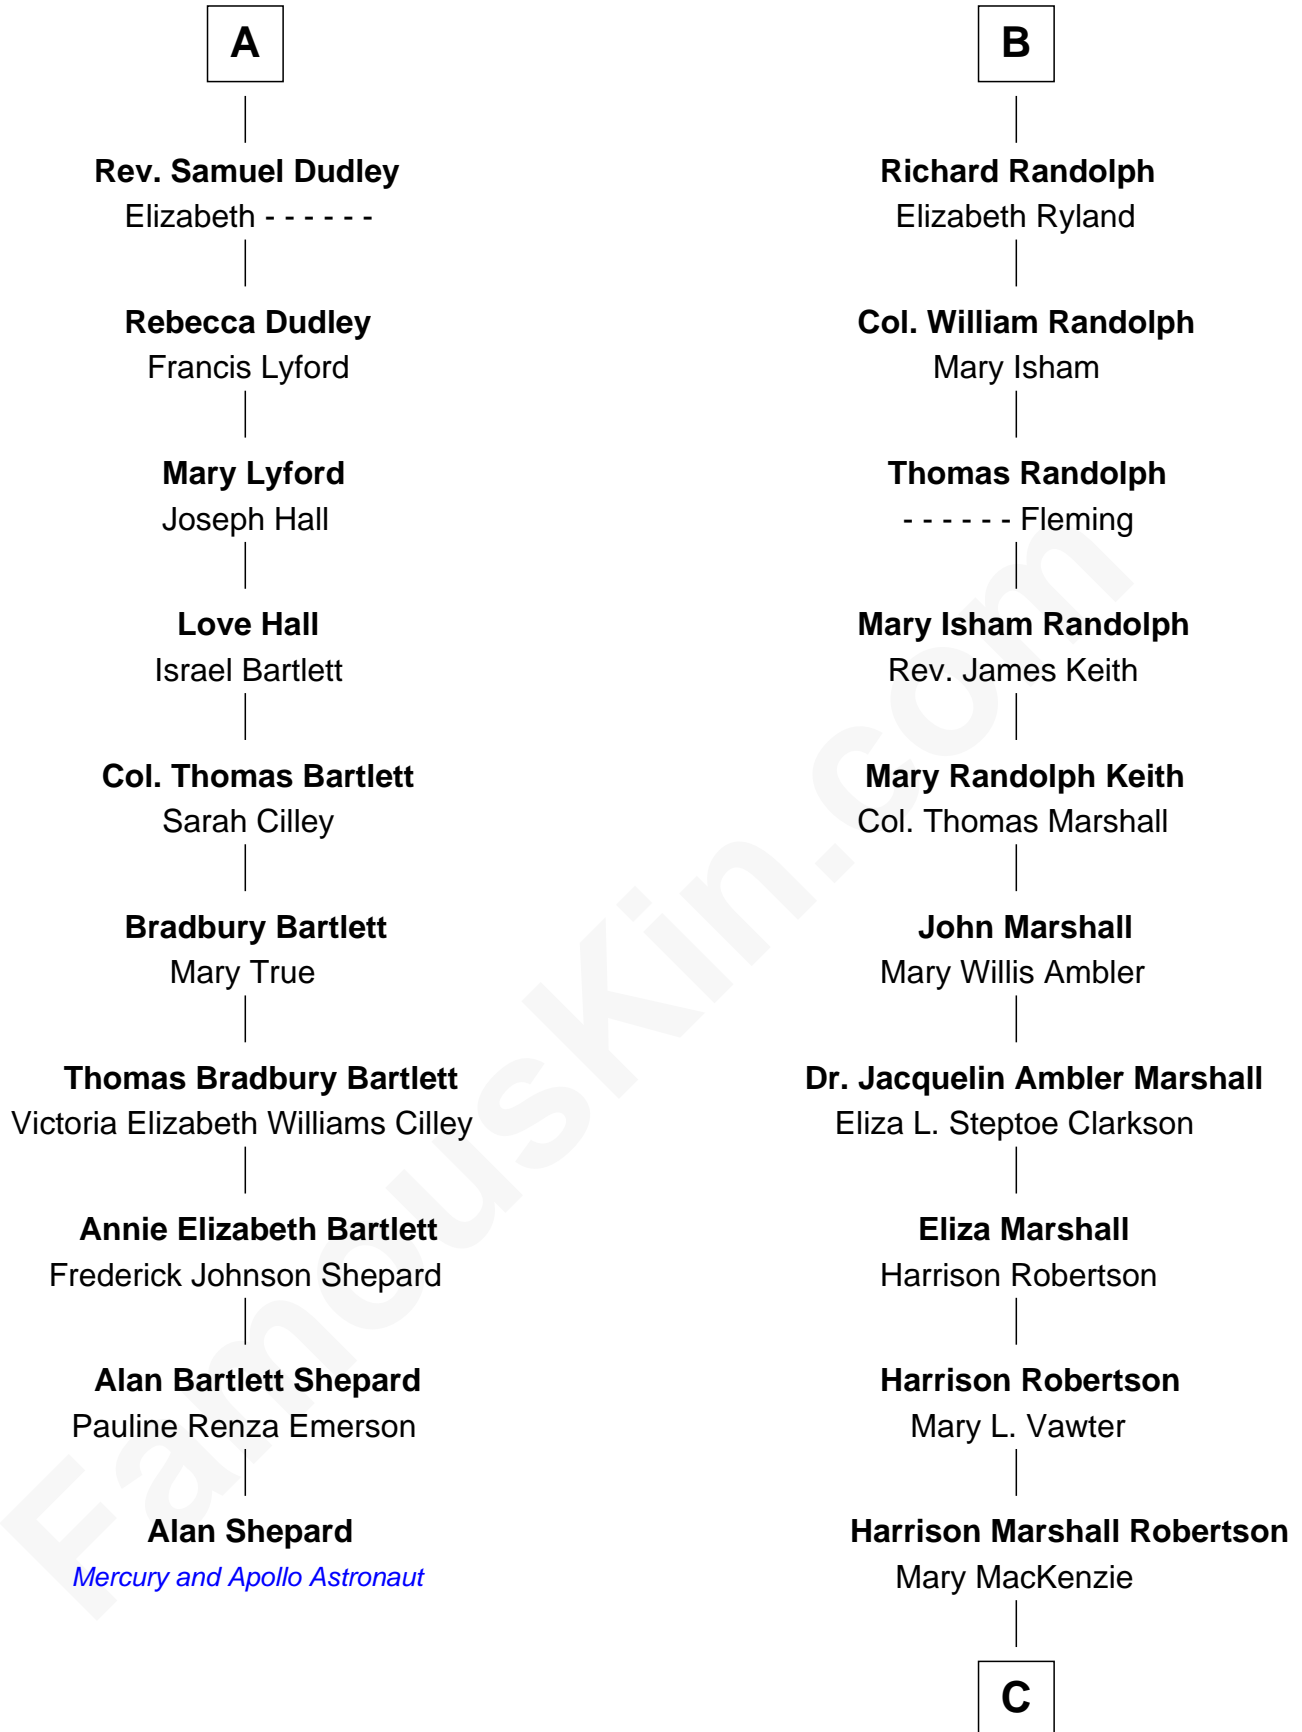 A
Rev. Samuel Dudley
Elizabeth - - - - - -
Rebecca Dudley
Francis Lyford
Mary Lyford
Joseph Hall
Love Hall
Israel Bartlett
Col. Thomas Bartlett
Sarah Cilley
Bradbury Bartlett
Mary True
Thomas Bradbury Bartlett
Victoria Elizabeth Williams Cilley
Annie Elizabeth Bartlett
Frederick Johnson Shepard
Alan Bartlett Shepard
Pauline Renza Emerson
Alan Shepard
Mercury and Apollo Astronaut
B
Richard Randolph
Elizabeth Ryland
Col. William Randolph
Mary Isham
Thomas Randolph
- - - - - - Fleming
Mary Isham Randolph
Rev. James Keith
Mary Randolph Keith
Col. Thomas Marshall
John Marshall
Mary Willis Ambler
Dr. Jacquelin Ambler Marshall
Eliza L. Steptoe Clarkson
Eliza Marshall
Harrison Robertson
Harrison Robertson
Mary L. Vawter
Harrison Marshall Robertson
Mary MacKenzie
C
FamousKin.com